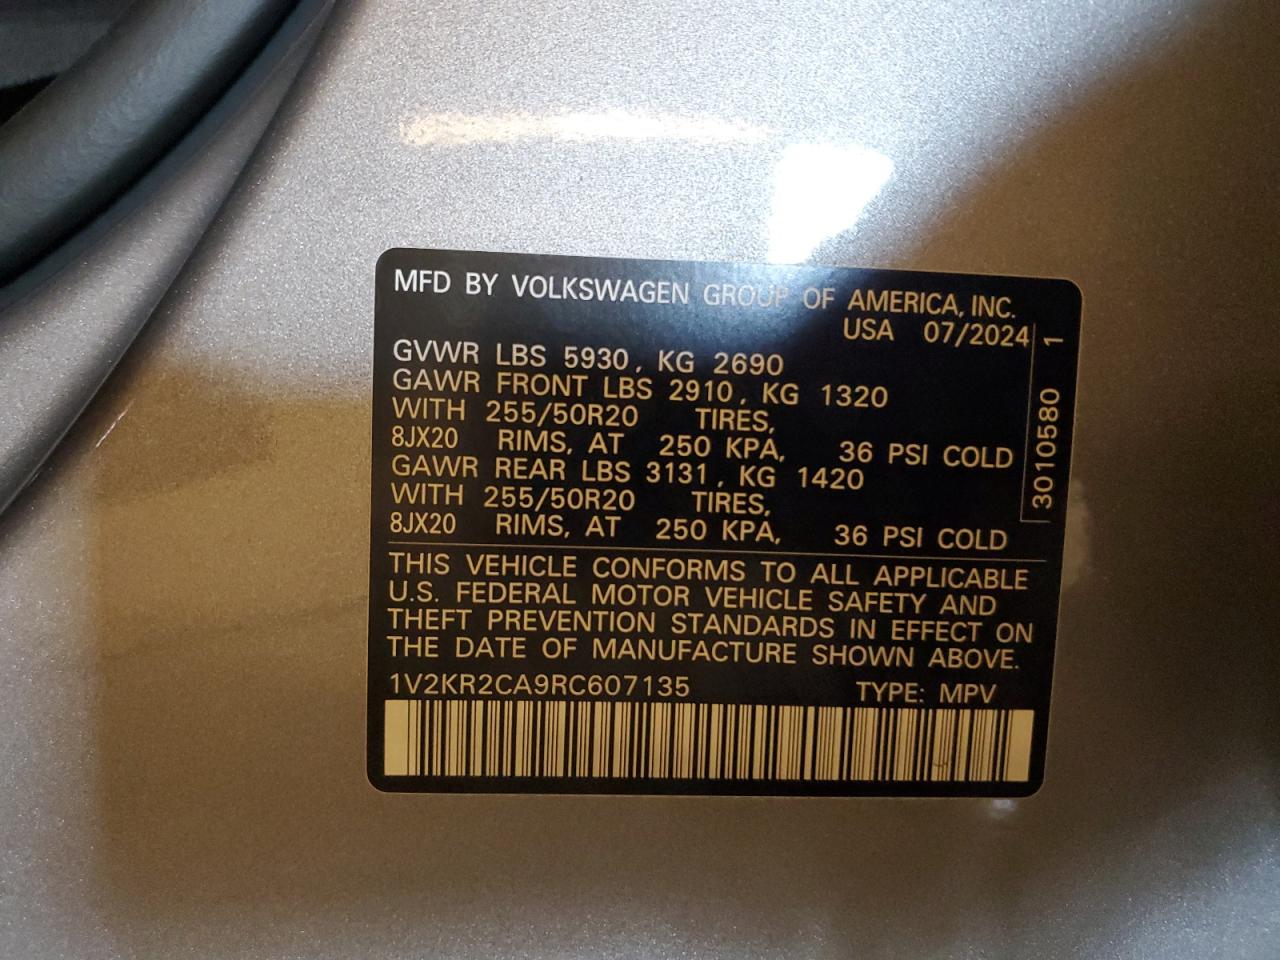 MFD BY VOLKSWAGEN GROUP OF AMERICA, INC.
USA 07/2024
GVWR LBS 5930, KG 2690
GAWR FRONT LBS 2910, KG 1320
WITH 255/50R20 TIRES,
8JX20 RIMS, AT 250 KPA, 36 PSI COLD
GAWR REAR LBS 3131, KG 1420
WITH 255/50R20 TIRES,
8JX20 RIMS, AT 250 KPA, 36 PSI COLD
3010580 1
THIS VEHICLE CONFORMS TO ALL APPLICABLE
U.S. FEDERAL MOTOR VEHICLE SAFETY AND
THEFT PREVENTION STANDARDS IN EFFECT ON
THE DATE OF MANUFACTURE SHOWN ABOVE.
1V2KR2CA9RC607135 TYPE: MPV